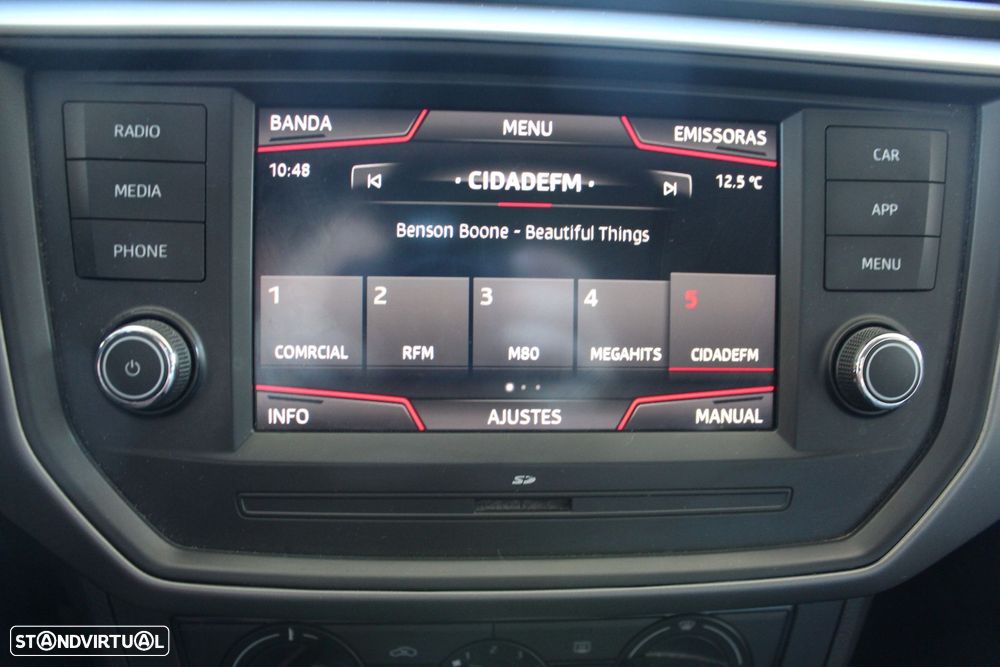 RADIO
MEDIA
PHONE
BANDA MENU EMISSORAS
10:48 CIDADEFM 12.5 °C
Benson Boone - Beautiful Things
1 2 3 4 5
COMRCIAL RFM M80 MEGAHITS CIDADEFM
INFO AJUSTES MANUAL
CAR
APP
MENU
SD
STANDVIRTUAL